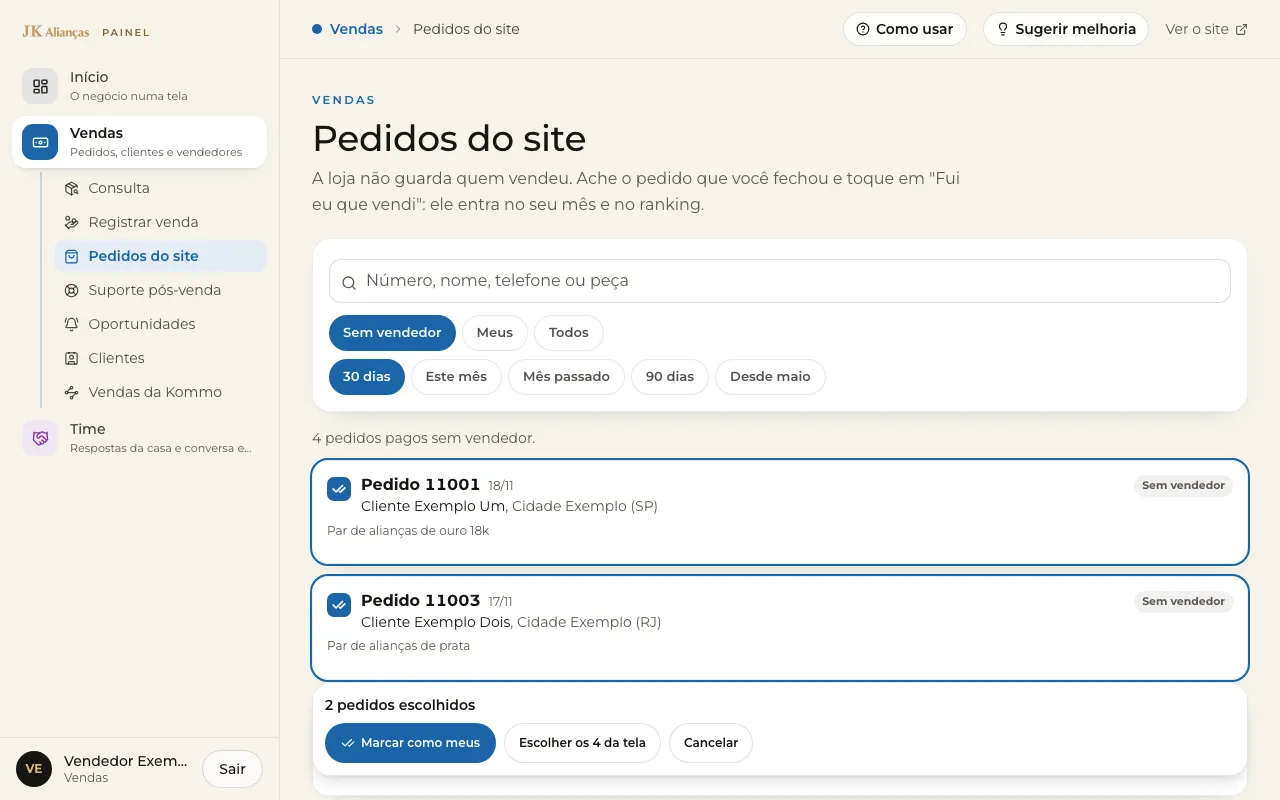 JK Alianças PAINEL
Início
O negócio numa tela
Vendas
Pedidos, clientes e vendedores
Consulta
Registrar venda
Pedidos do site
Suporte pós-venda
Oportunidades
Clientes
Vendas da Kommo
Time
Respostas da casa e conversa e...
VE
Vendedor Exem...
Vendas
Sair
Vendas > Pedidos do site
Como usar
Sugerir melhoria
Ver o site
VENDAS
Pedidos do site
A loja não guarda quem vendeu. Ache o pedido que você fechou e toque em "Fui
eu que vendi": ele entra no seu mês e no ranking.
Número, nome, telefone ou peça
Sem vendedor Meus Todos
30 dias Este mês Mês passado 90 dias Desde maio
4 pedidos pagos sem vendedor.
Pedido 11001 18/11
Sem vendedor
Cliente Exemplo Um, Cidade Exemplo (SP)
Par de alianças de ouro 18k
Pedido 11003 17/11
Sem vendedor
Cliente Exemplo Dois, Cidade Exemplo (RJ)
Par de alianças de prata
2 pedidos escolhidos
Marcar como meus Escolher os 4 da tela Cancelar